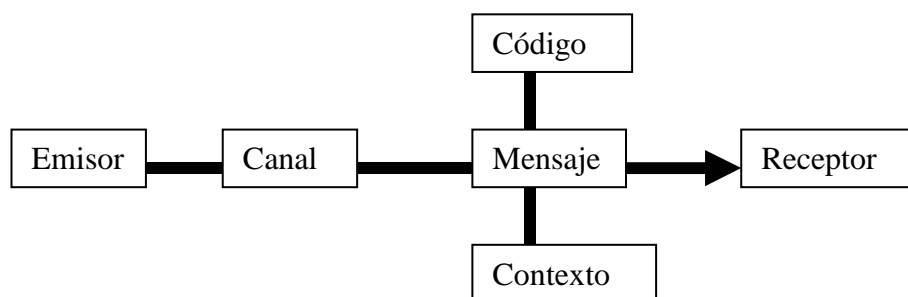 Código
Emisor
Canal
Mensaje
Receptor
Contexto